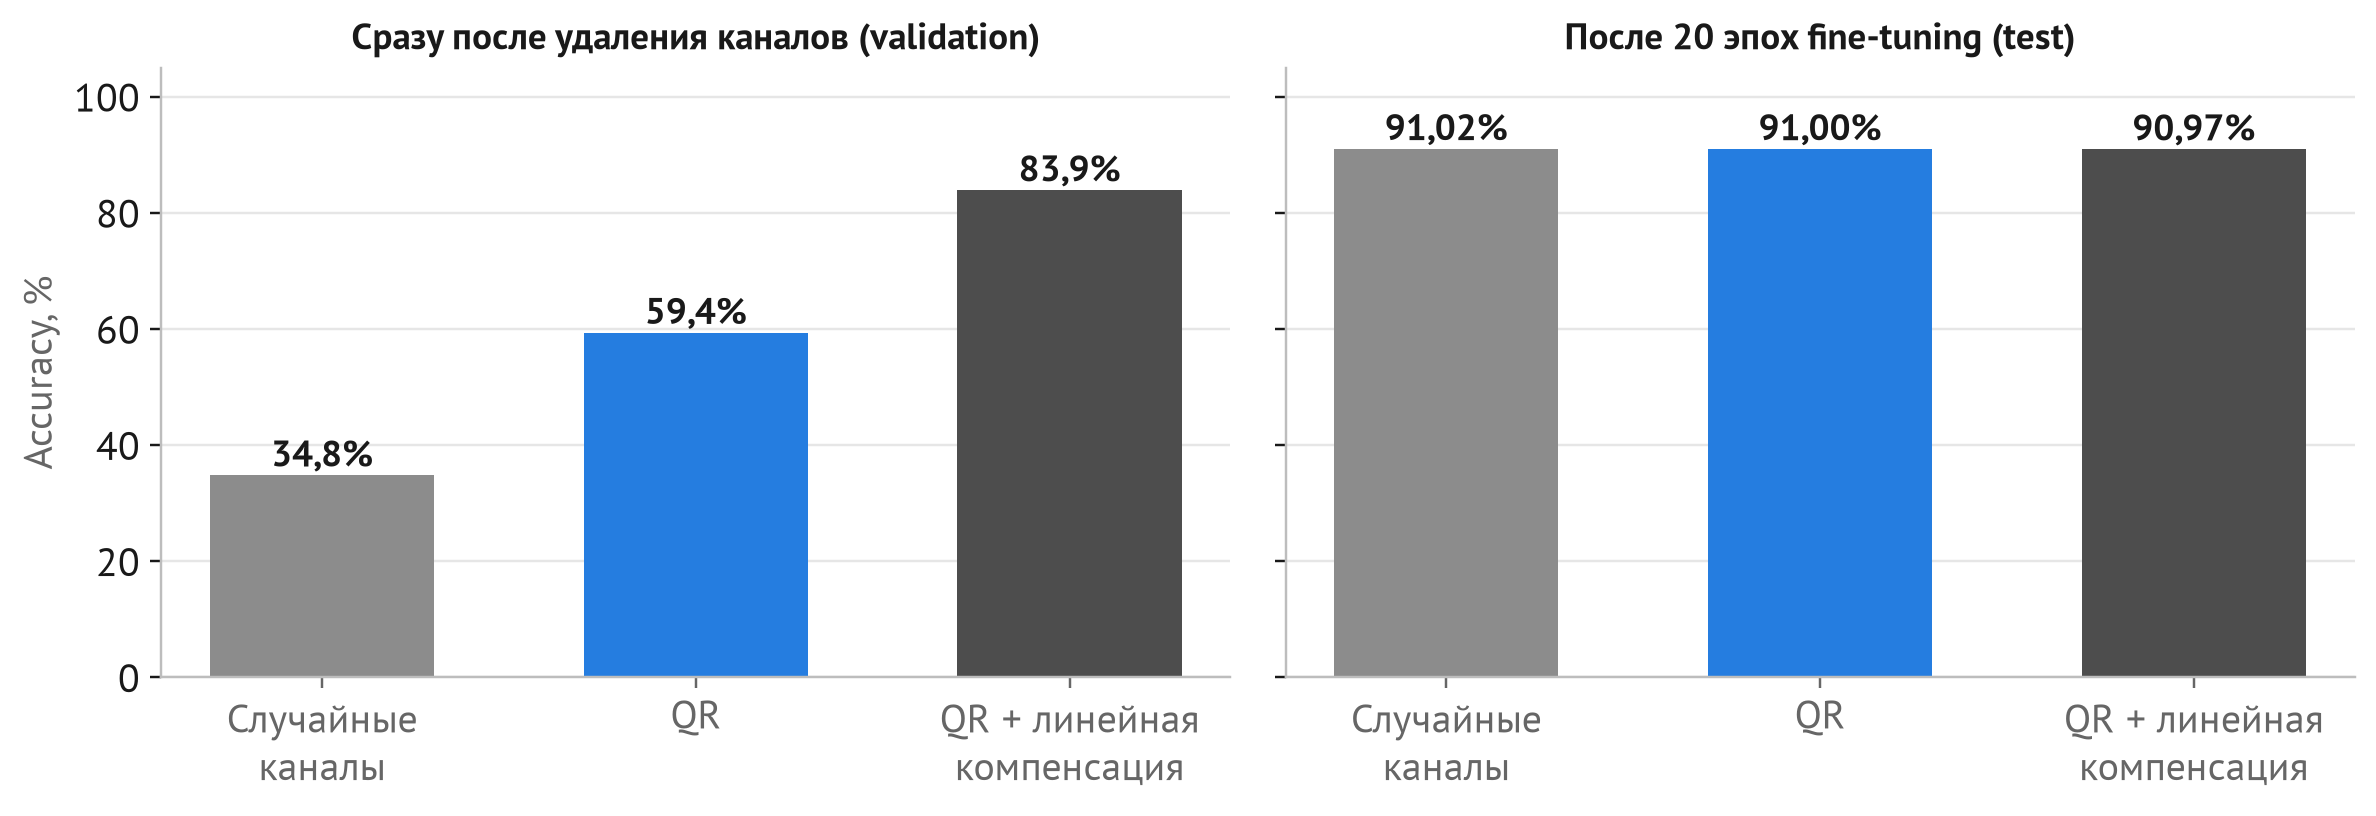 Сразу после удаления каналов (validation)
Accuracy, %
100
80
60
40
20
0
34,8%
59,4%
83,9%
Случайные
каналы
QR
QR + линейная
компенсация
После 20 эпох fine-tuning (test)
91,02%
91,00%
90,97%
Случайные
каналы
QR
QR + линейная
компенсация